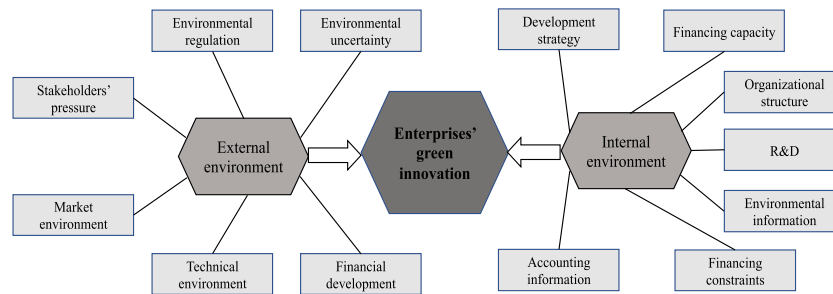 Environmental
regulation
Environmental
uncertainty
Stakeholders'
pressure
External
environment
Market
environment
Technical
environment
Financial
development
Enterprises'
green
innovation
Development
strategy
Financing capacity
Organizational
structure
Internal
environment
R&D
Environmental
information
Accounting
information
Financing
constraints